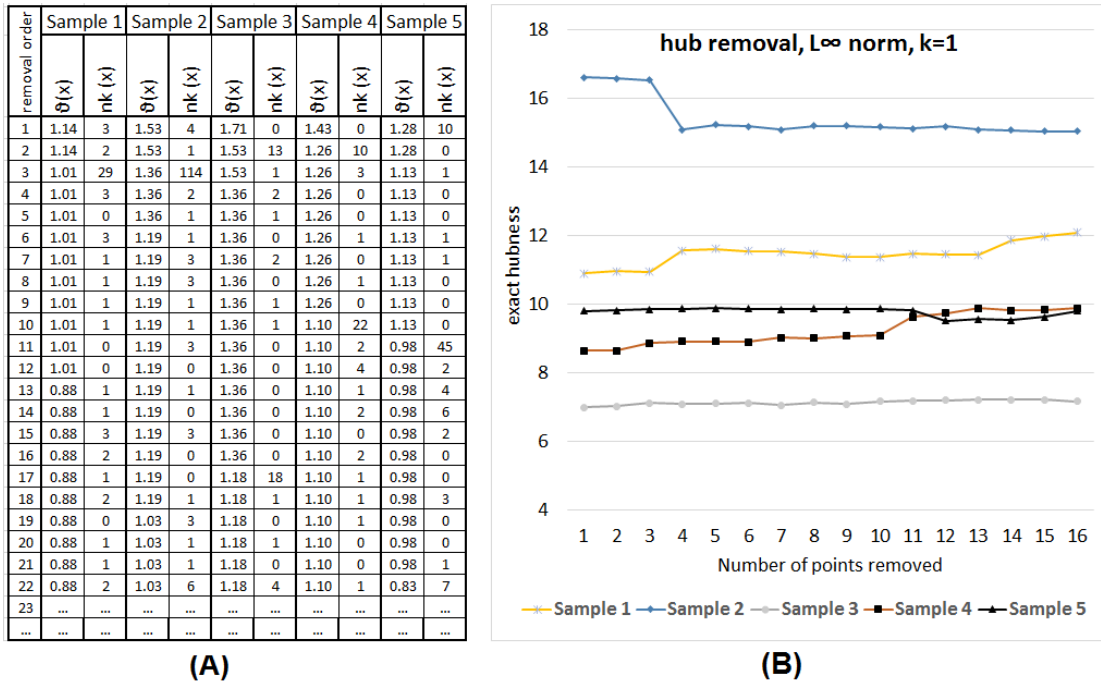 removal order Sample 1 Sample 2 Sample 3 Sample 4 Sample 5
ϑ(x) nk (x) ϑ(x) nk (x) ϑ(x) nk (x) ϑ(x) nk (x) ϑ(x) nk (x)
1 1.14 3 1.53 4 1.71 0 1.43 0 1.28 10
2 1.14 2 1.53 1 1.53 13 1.26 10 1.28 0
3 1.01 29 1.36 114 1.53 1 1.26 3 1.13 1
4 1.01 3 1.36 2 1.36 2 1.26 0 1.13 0
5 1.01 0 1.36 1 1.36 1 1.26 0 1.13 0
6 1.01 3 1.19 1 1.36 0 1.26 1 1.13 1
7 1.01 1 1.19 3 1.36 2 1.26 0 1.13 1
8 1.01 1 1.19 3 1.36 0 1.26 1 1.13 0
9 1.01 1 1.19 1 1.36 1 1.26 0 1.13 0
10 1.01 1 1.19 1 1.36 1 1.10 22 1.13 0
11 1.01 0 1.19 3 1.36 0 1.10 2 0.98 45
12 1.01 0 1.19 0 1.36 0 1.10 4 0.98 2
13 0.88 1 1.19 1 1.36 0 1.10 1 0.98 4
14 0.88 1 1.19 0 1.36 0 1.10 2 0.98 6
15 0.88 3 1.19 3 1.36 0 1.10 0 0.98 2
16 0.88 2 1.19 0 1.36 0 1.10 2 0.98 0
17 0.88 1 1.19 0 1.18 18 1.10 1 0.98 0
18 0.88 2 1.19 1 1.18 1 1.10 1 0.98 3
19 0.88 0 1.03 3 1.18 0 1.10 1 0.98 0
20 0.88 1 1.03 1 1.18 1 1.10 0 0.98 0
21 0.88 1 1.03 1 1.18 0 1.10 0 0.98 1
22 0.88 2 1.03 6 1.18 4 1.10 1 0.83 7
23 ... ... ... ... ... ... ... ... ... ...
... ... ... ... ... ... ... ... ... ... ...
(A)
hub removal, L∞ norm, k=1
exact hubness
18
16
14
12
10
8
6
4
1 2 3 4 5 6 7 8 9 10 11 12 13 14 15 16
Number of points removed
Sample 1 Sample 2 Sample 3 Sample 4 Sample 5
(B)